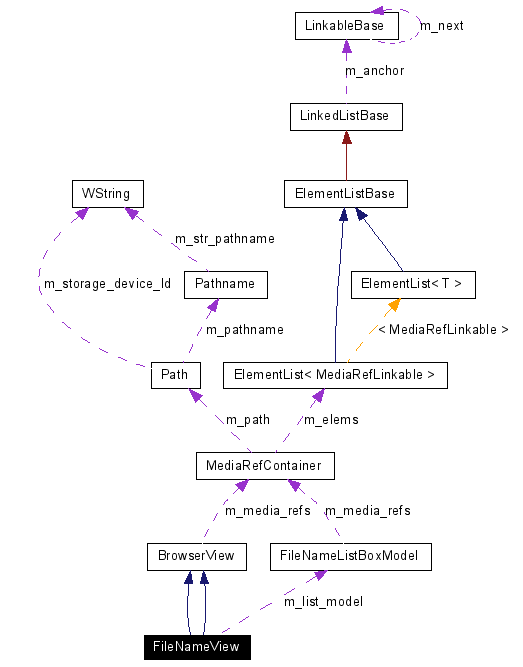 LinkableBase
m_next
m_anchor
LinkedListBase
WString
ElementListBase
m_str_pathname
m_storage_device_Id
Pathname
ElementList< T >
m_pathname
< MediaRefLinkable >
Path
ElementList< MediaRefLinkable >
m_path
m_elems
MediaRefContainer
m_media_refs
m_media_refs
BrowserView
FileNameListBoxModel
m_list_model
FileNameView